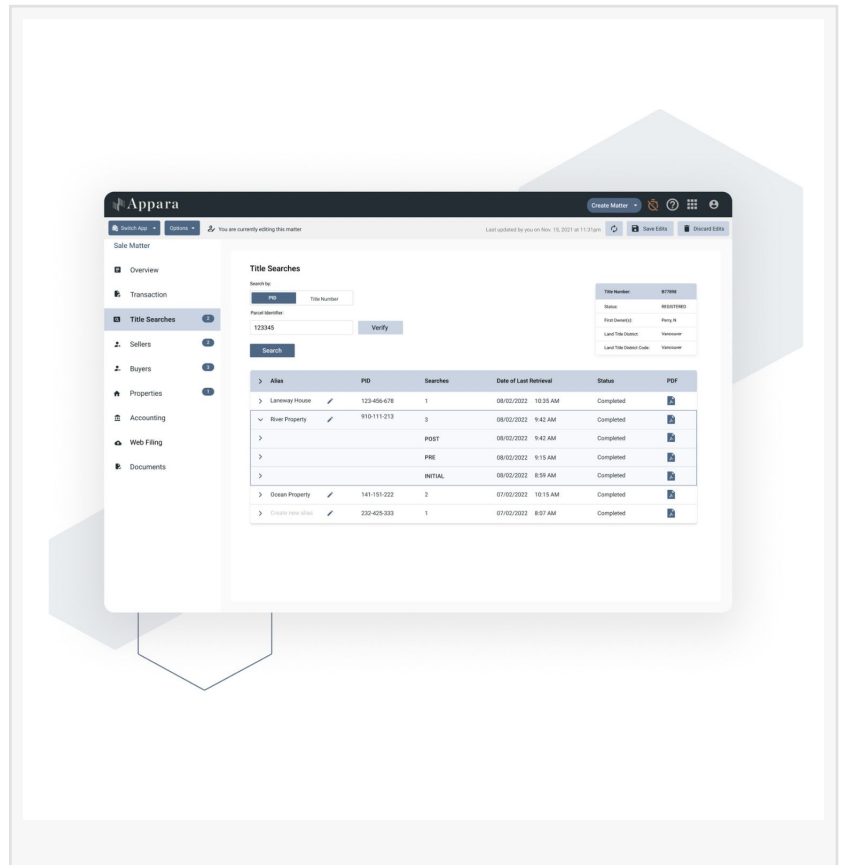 Appara
Create Matter
Switch App Options You are currently editing this matter Last updated by you on Nov. 15, 2021 at 11:31pm Save Edits Discard Edits
Sale Matter
Overview
Transaction
Title Searches 2
Sellers 2
Buyers 2
Properties 1
Accounting
Web Filing
Documents
Title Searches
Search by:
PID Title Number
Parcel Identifier:
123345 Verify
Search
Title Number:
Status: REGISTERED
First Owner(s): Perry, N
Land Title District: Vancouver
Land Title District Code: Vancouver
Alias PID Searches Date of Last Retrieval Status PDF
Laneway House 123-456-678 1 08/02/2022 10:35 AM Completed
River Property 910-111-213 3 08/02/2022 9:42 AM Completed
POST 08/02/2022 9:42 AM Completed
PRE 08/02/2022 9:15 AM Completed
INITIAL 08/02/2022 8:59 AM Completed
Ocean Property 141-151-222 2 07/02/2022 10:15 AM Completed
Create new alias 232-425-333 1 07/02/2022 8:07 AM Completed